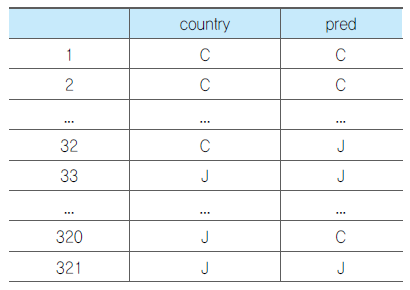 country pred
1 C C
2 C C
... ... ...
32 C J
33 J J
... ... ...
320 J C
321 J J